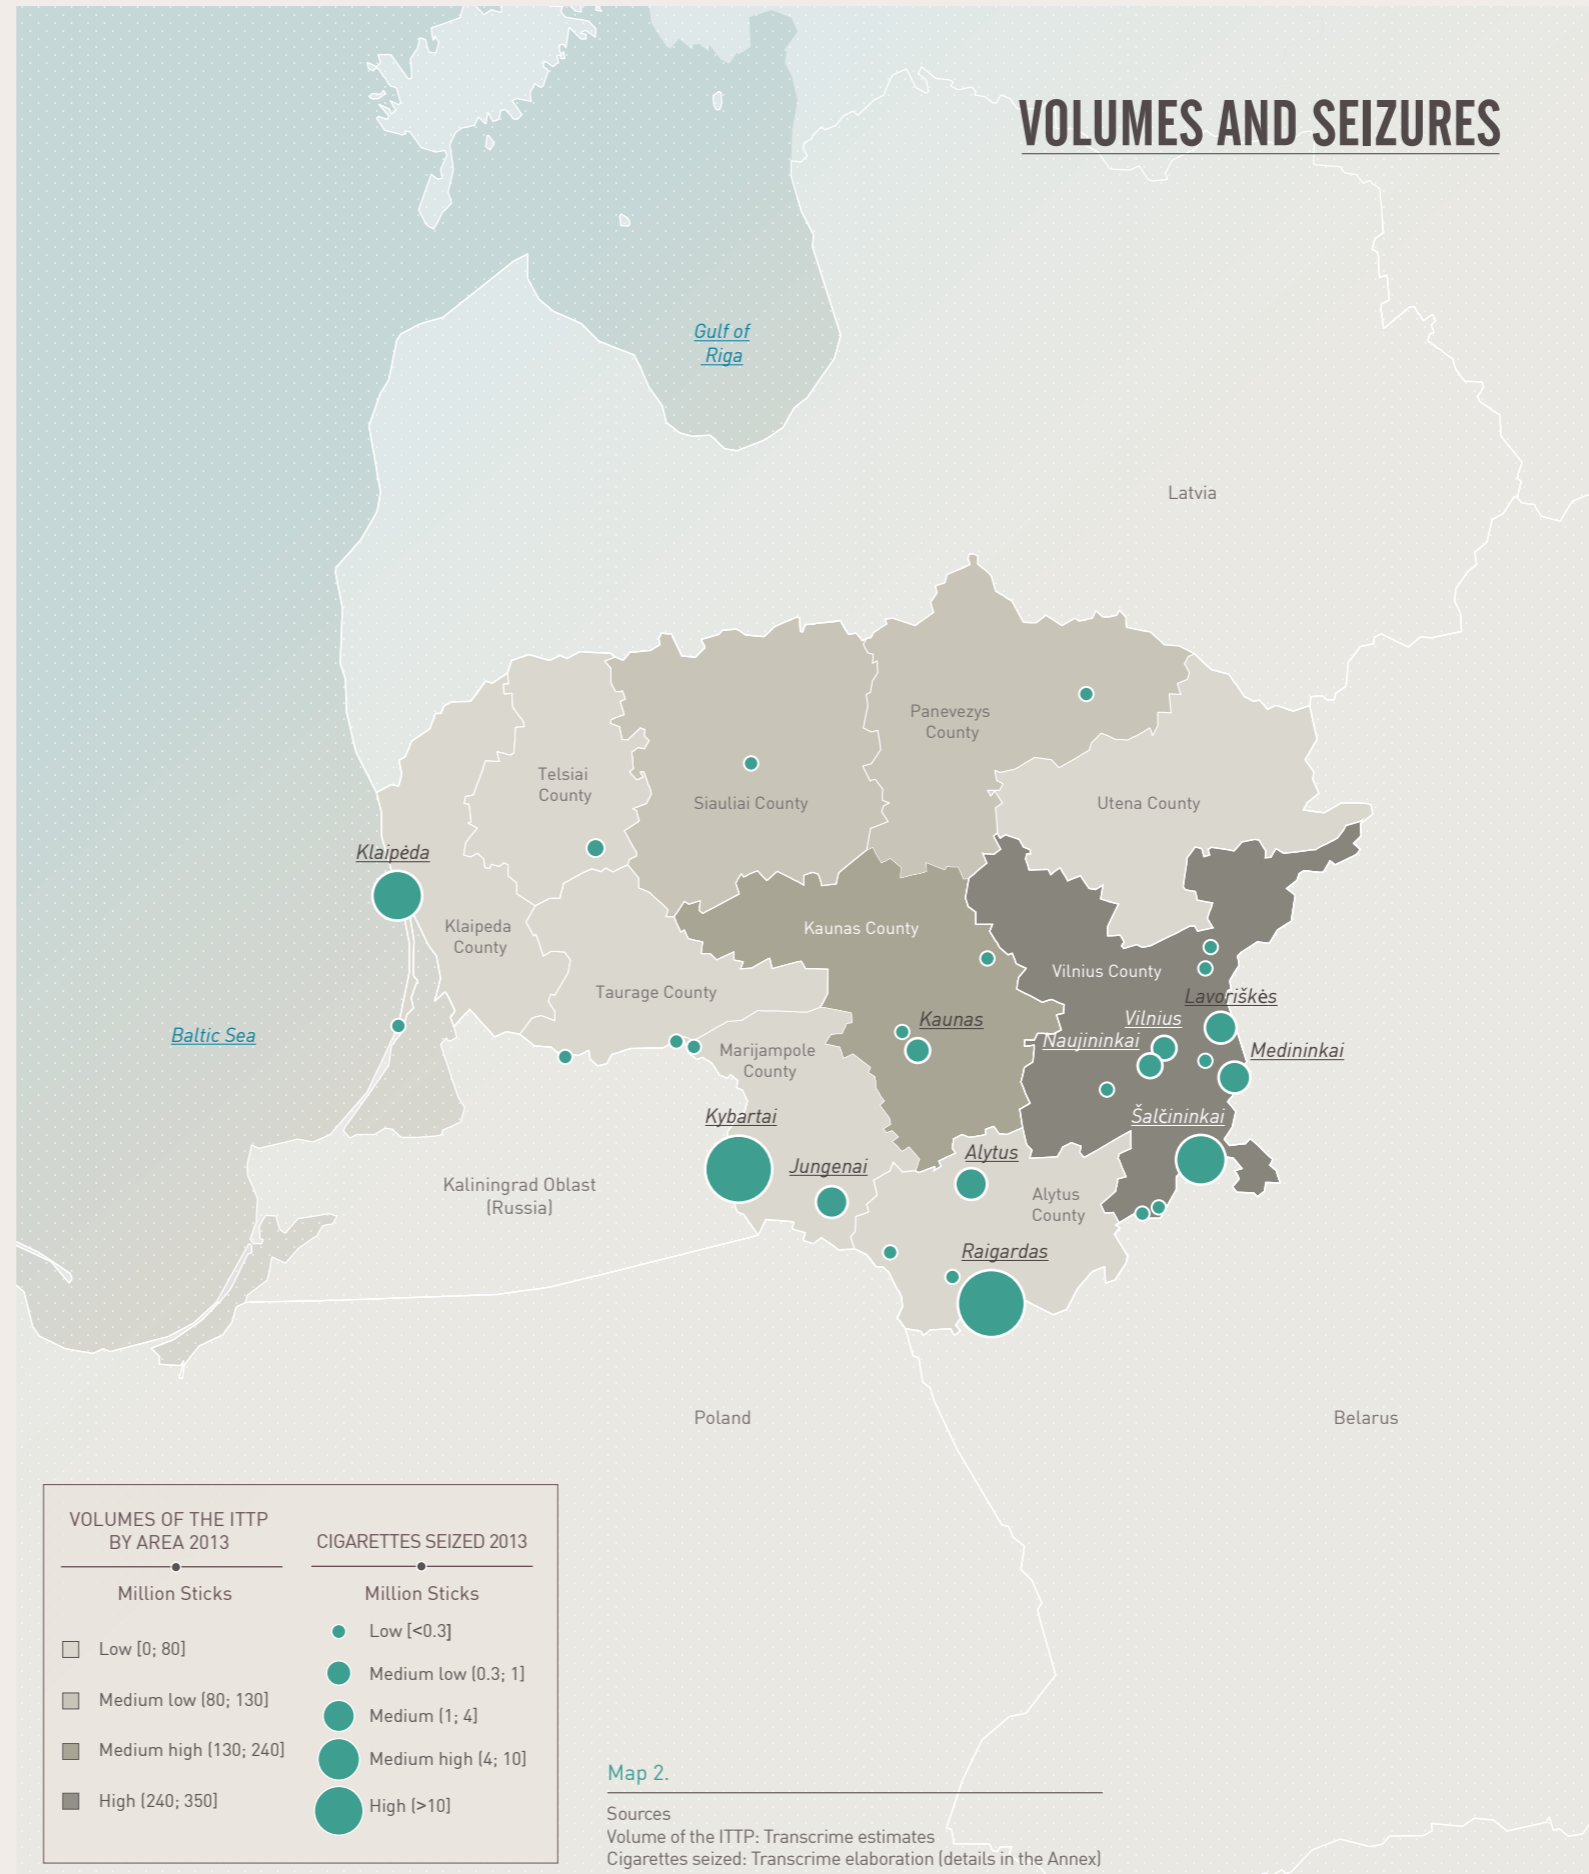 VOLUMES AND SEIZURES
Gulf of
Riga
Latvia
Panevezys
County
Telsiai
County
Siauliai County
Utena County
Klaipėda
Klaipeda
County
Kaunas County
Vilnius County
Taurage County
Lavoriškės
Baltic Sea
Kaunas
Vilnius
Naujininkai
Marijampole
County
Medininkai
Kybartai
Šalčininkai
Jungenai
Alytus
Kaliningrad Oblast
(Russia)
Alytus
County
Raigardas
Poland
Belarus
VOLUMES OF THE ITTP
BY AREA 2013
Million Sticks
Low [0; 80]
Medium low (80; 130]
Medium high (130; 240]
High (240; 350]
CIGARETTES SEIZED 2013
Million Sticks
Low [<0.3]
Medium low (0.3; 1]
Medium (1; 4]
Medium high (4; 10]
High (>10]
Map 2.
Sources
Volume of the ITTP: Transcrime estimates
Cigarettes seized: Transcrime elaboration (details in the Annex)